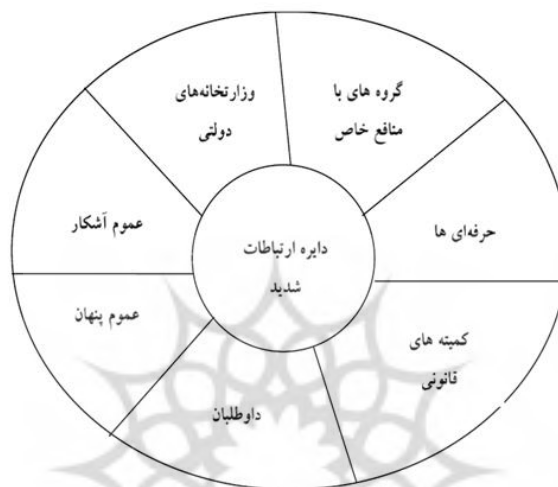 گروه های با
منافع خاص
وزارتخانه‌های
دولتی
حرفه‌ای ها
عموم آشکار
دایره ارتباطات
شدید
عموم پنهان
کمیته های
قانونی
داوطلبان